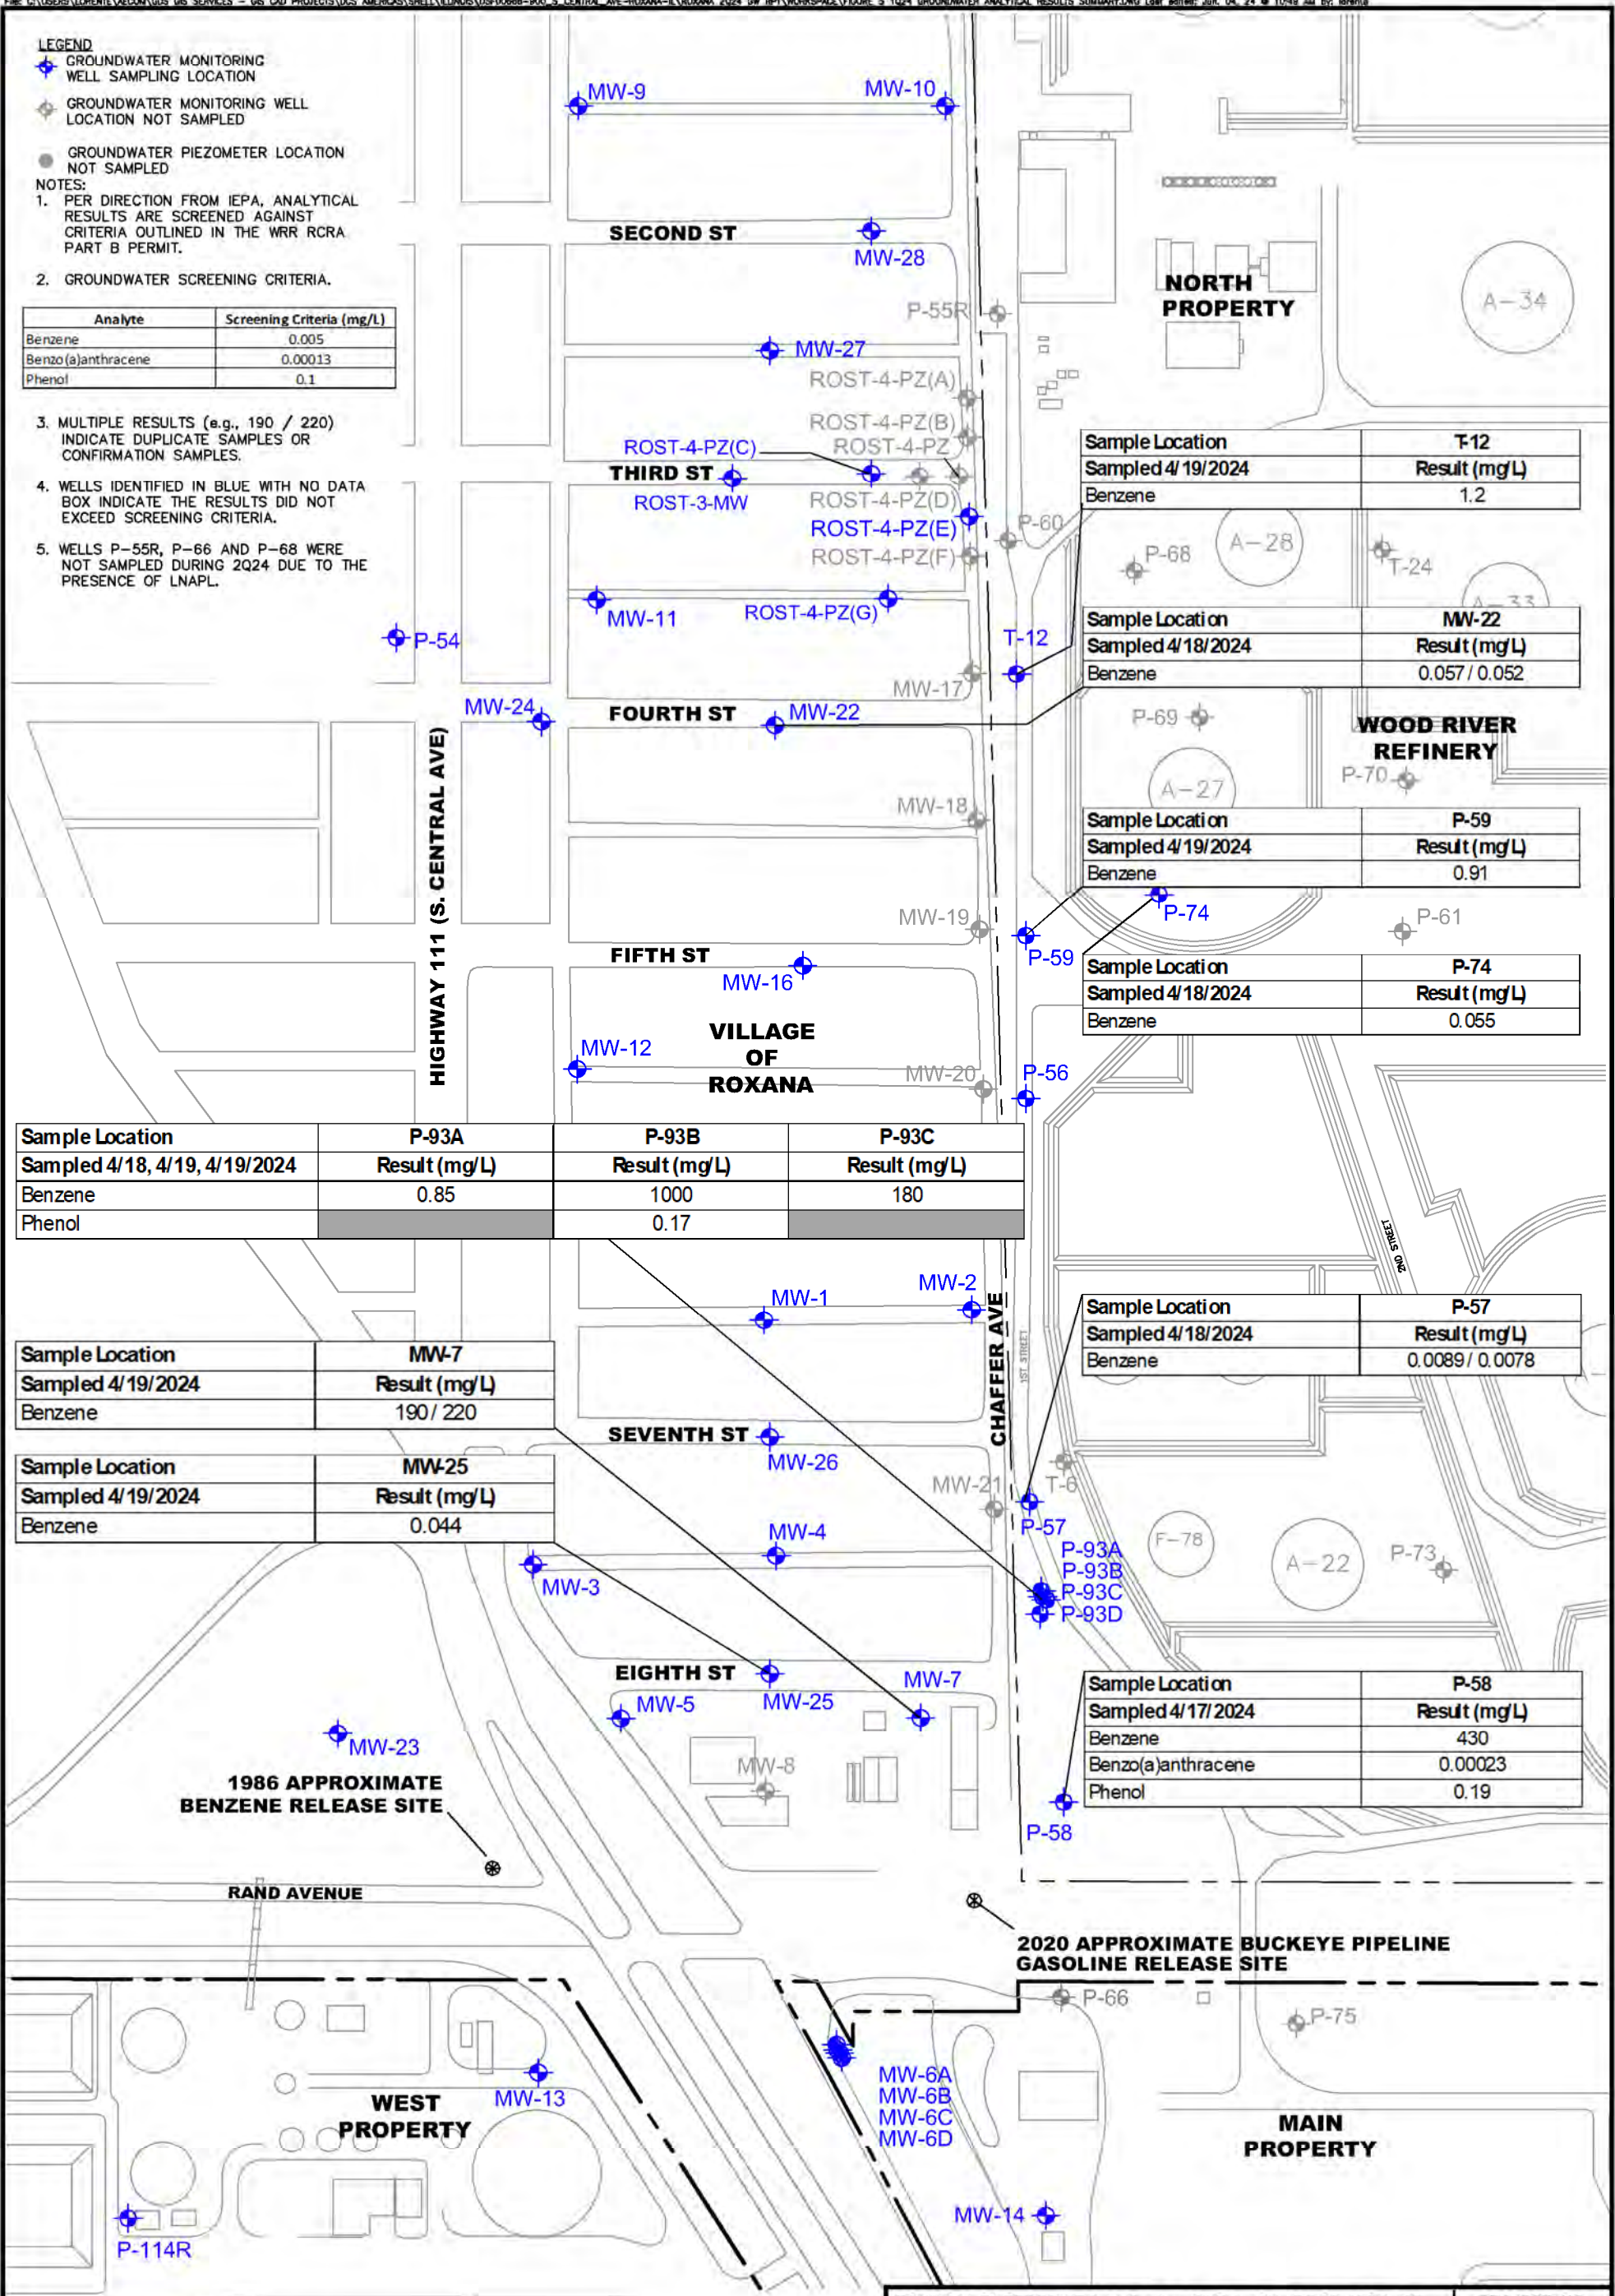 LEGEND
GROUNDWATER MONITORING
WELL SAMPLING LOCATION
GROUNDWATER MONITORING WELL
LOCATION NOT SAMPLED
GROUNDWATER PIEZOMETER LOCATION
NOT SAMPLED
NOTES:
1. PER DIRECTION FROM IEPA, ANALYTICAL
RESULTS ARE SCREENED AGAINST
CRITERIA OUTLINED IN THE WRR RCRA
PART B PERMIT.
2. GROUNDWATER SCREENING CRITERIA.
Analyte Screening Criteria (mg/L)
Benzene 0.005
Benzo(a)anthracene 0.00013
Phenol 0.1
3. MULTIPLE RESULTS (e.g., 190 / 220)
INDICATE DUPLICATE SAMPLES OR
CONFIRMATION SAMPLES.
4. WELLS IDENTIFIED IN BLUE WITH NO DATA
BOX INDICATE THE RESULTS DID NOT
EXCEED SCREENING CRITERIA.
5. WELLS P-55R, P-66 AND P-68 WERE
NOT SAMPLED DURING 2Q24 DUE TO THE
PRESENCE OF LNAPL.
MW-9
MW-10
SECOND ST
MW-28
NORTH
PROPERTY
A-34
P-55R
MW-27
ROST-4-PZ(A)
ROST-4-PZ(B)
ROST-4-PZ(C)
ROST-4-PZ
THIRD ST
ROST-3-MW
ROST-4-PZ(D)
ROST-4-PZ(E)
ROST-4-PZ(F)
P-60
Sample Location T-12
Sampled 4/19/2024 Result (mg/L)
Benzene 1.2
P-68
A-28
T-24
A-33
MW-11
ROST-4-PZ(G)
P-54
T-12
Sample Location MW-22
Sampled 4/18/2024 Result (mg/L)
Benzene 0.057 / 0.052
MW-17
MW-24
FOURTH ST
MW-22
P-69
WOOD RIVER
REFINERY
P-70
A-27
HIGHWAY 111 (S. CENTRAL AVE)
MW-18
Sample Location P-59
Sampled 4/19/2024 Result (mg/L)
Benzene 0.91
P-74
MW-19
P-61
P-59
FIFTH ST
MW-16
Sample Location P-74
Sampled 4/18/2024 Result (mg/L)
Benzene 0.055
VILLAGE
OF
ROXANA
MW-12
MW-20
P-56
Sample Location P-93A P-93B P-93C
Sampled 4/18, 4/19, 4/19/2024 Result (mg/L) Result (mg/L) Result (mg/L)
Benzene 0.85 1000 180
Phenol 0.17
2ND STREET
MW-1
MW-2
CHAFFER AVE
1ST STREET
Sample Location P-57
Sampled 4/18/2024 Result (mg/L)
Benzene 0.0089 / 0.0078
Sample Location MW-7
Sampled 4/19/2024 Result (mg/L)
Benzene 190 / 220
SEVENTH ST
MW-26
Sample Location MW-25
Sampled 4/19/2024 Result (mg/L)
Benzene 0.044
MW-21
T-6
P-57
MW-4
MW-3
P-93A
P-93B
P-93C
P-93D
F-78
A-22
P-73
EIGHTH ST
MW-25
MW-7
MW-5
Sample Location P-58
Sampled 4/17/2024 Result (mg/L)
Benzene 430
Benzo(a)anthracene 0.00023
Phenol 0.19
MW-23
MW-8
1986 APPROXIMATE
BENZENE RELEASE SITE
P-58
RAND AVENUE
2020 APPROXIMATE BUCKEYE PIPELINE
GASOLINE RELEASE SITE
P-66
P-75
MW-6A
MW-6B
MW-6C
MW-6D
MW-13
WEST
PROPERTY
MAIN
PROPERTY
MW-14
P-114R